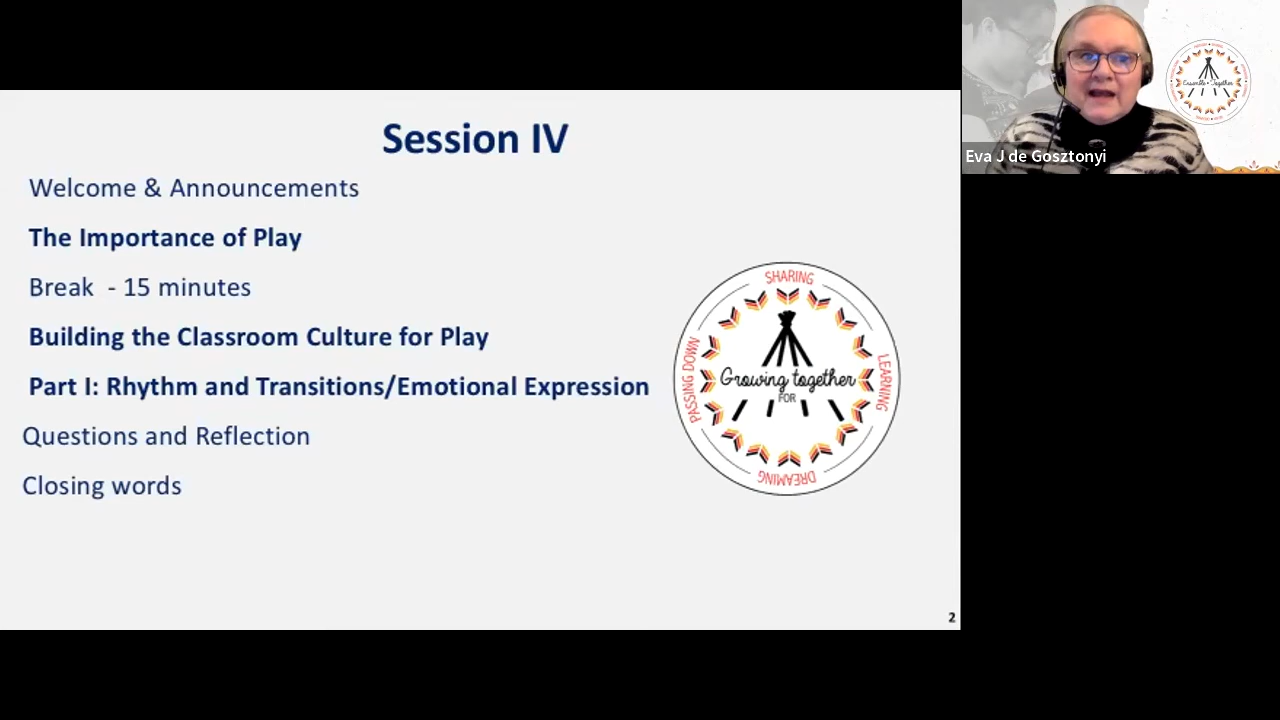 Session IV
Welcome & Announcements
The Importance of Play
Break - 15 minutes
Building the Classroom Culture for Play
Part I: Rhythm and Transitions/Emotional Expression
Questions and Reflection
Closing words
SHARING
LEARNING
DREAMING
PASSING DOWN
Growing together
FOR
2
Eva J de Gosztonyi
Ensemble • Together